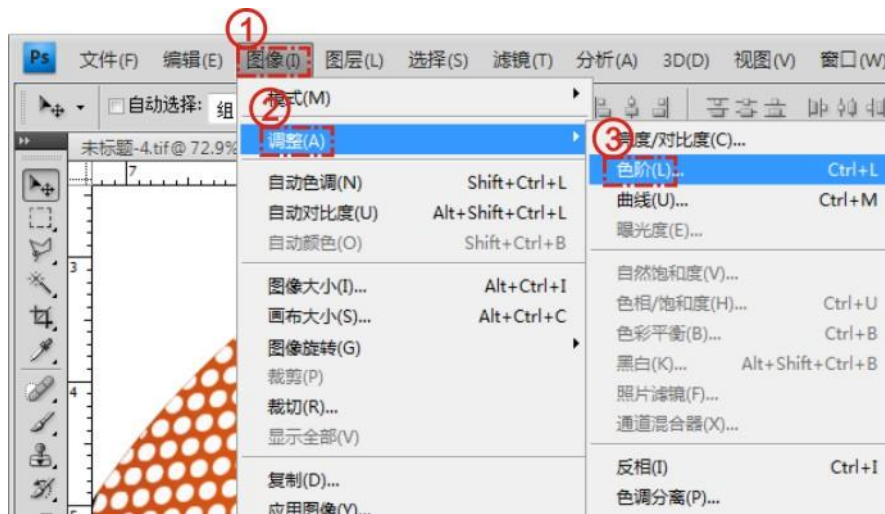 ①
Ps 文件(F) 编辑(E) 图像(I) 图层(L) 选择(S) 滤镜(T) 分析(A) 3D(D) 视图(V) 窗口(W)
自动选择: 组
未标题-4.tif @ 72.9%
7
3
4
5
模式(M)
②
调整(A)
自动色调(N) Shift+Ctrl+L
自动对比度(U) Alt+Shift+Ctrl+L
自动颜色(O) Shift+Ctrl+B
图像大小(I)... Alt+Ctrl+I
画布大小(S)... Alt+Ctrl+C
图像旋转(G)
裁剪(P)
裁切(R)...
显示全部(V)
复制(D)...
应用图像(Y)...
③
亮度/对比度(C)...
色阶(L)... Ctrl+L
曲线(U)... Ctrl+M
曝光度(E)...
自然饱和度(V)...
色相/饱和度(H)... Ctrl+U
色彩平衡(B)... Ctrl+B
黑白(K)... Alt+Shift+Ctrl+B
照片滤镜(F)...
通道混合器(X)...
反相(I) Ctrl+I
色调分离(P)...